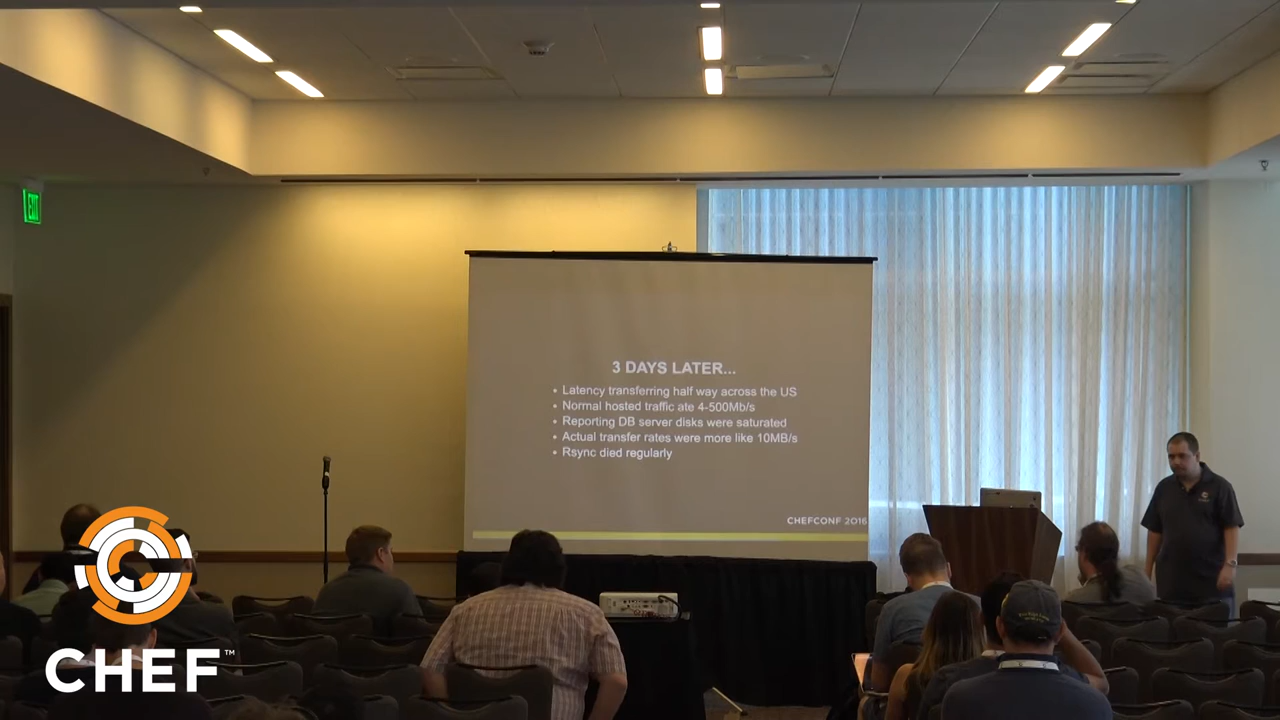 EXIT
3 DAYS LATER...
• Latency transferring half way across the US
• Normal hosted traffic ate 4-500Mb/s
• Reporting DB server disks were saturated
• Actual transfer rates were more like 10MB/s
• Rsync died regularly
CHEFCONF 2016
CHEF™